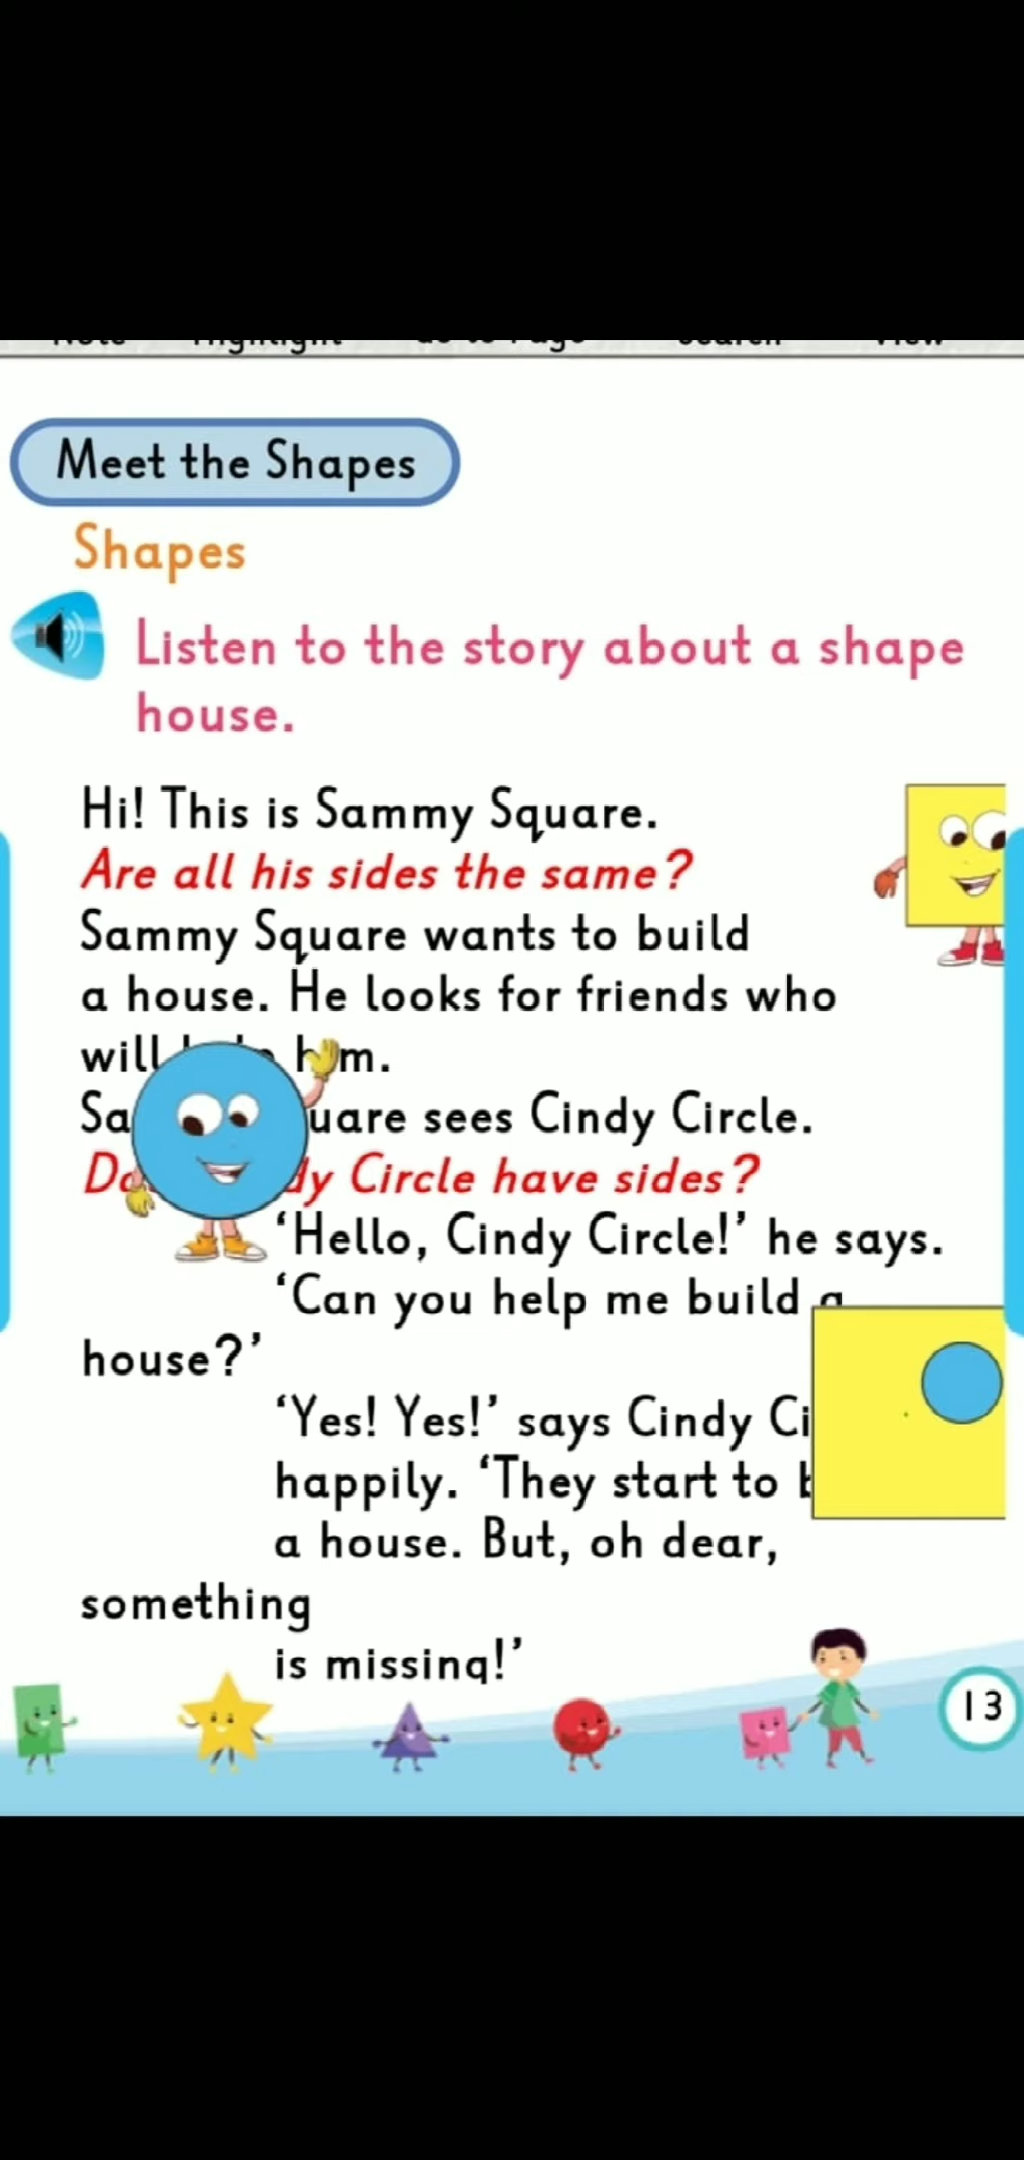 Meet the Shapes
Shapes
Listen to the story about a shape
house.
Hi! This is Sammy Square.
Are all his sides the same?
Sammy Square wants to build
a house. He looks for friends who
will him.
sees Cindy Circle.
Circle have sides?
‘Hello, Cindy Circle!’ he says.
‘Can you help me build a
house?’
‘Yes! Yes!’ says Cindy
happily. ‘They start to
a house. But, oh dear,
something
is missing!’
13